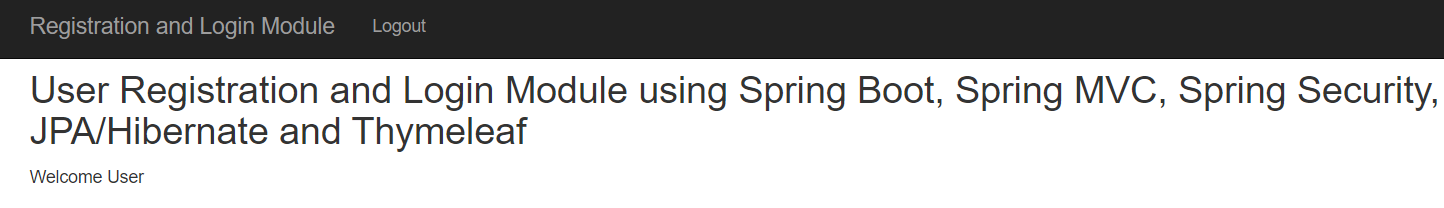 Registration and Login Module Logout
User Registration and Login Module using Spring Boot, Spring MVC, Spring Security,
JPA/Hibernate and Thymeleaf
Welcome User